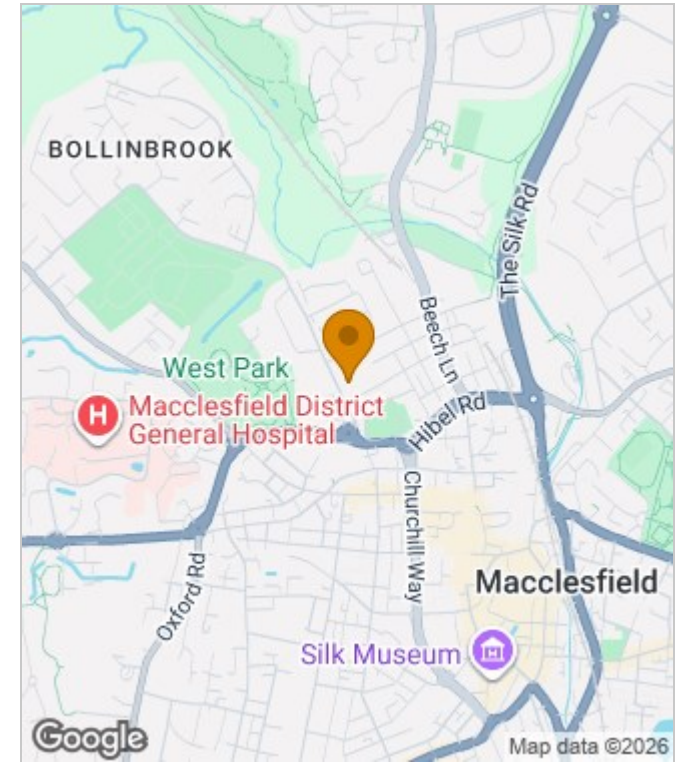 BOLLINBROOK
The Silk Rd
Beech Ln
West Park
H
Macclesfield District
General Hospital
Hibel Rd
Churchill Way
Oxford Rd
Macclesfield
Silk Museum
Google
Map data ©2026